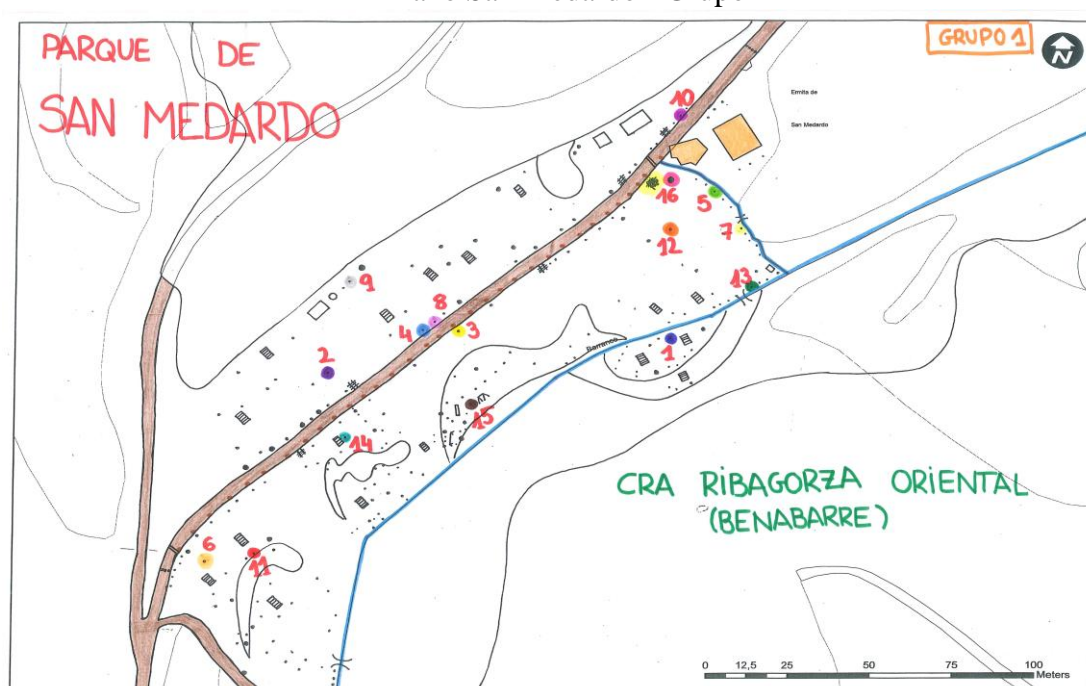 PARQUE DE
SAN MEDARDO
GRUPO 1
N
Ermita de
San Medardo
10
16
5
12
7
9
13
8
4
3
1
2
Barranco
15
14
CRA RIBAGORZA ORIENTAL
(BENABARRE)
6
11
0 12,5 25 50 75 100
Meters